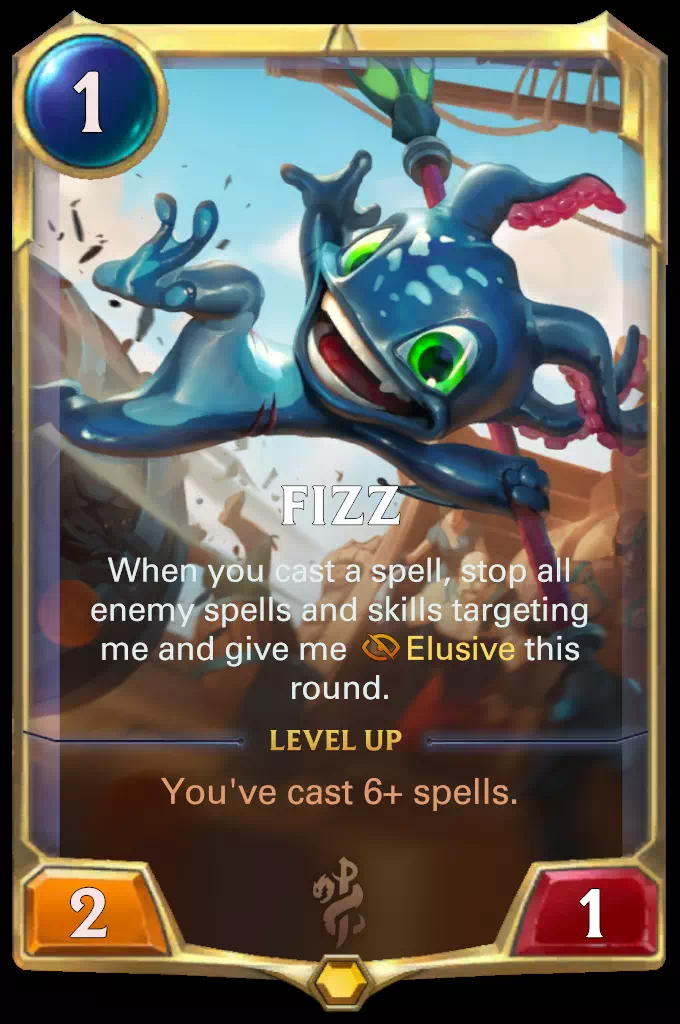 1
FIZZ
When you cast a spell, stop all
enemy spells and skills targeting
me and give me Elusive this
round.
LEVEL UP
You've cast 6+ spells.
2
1